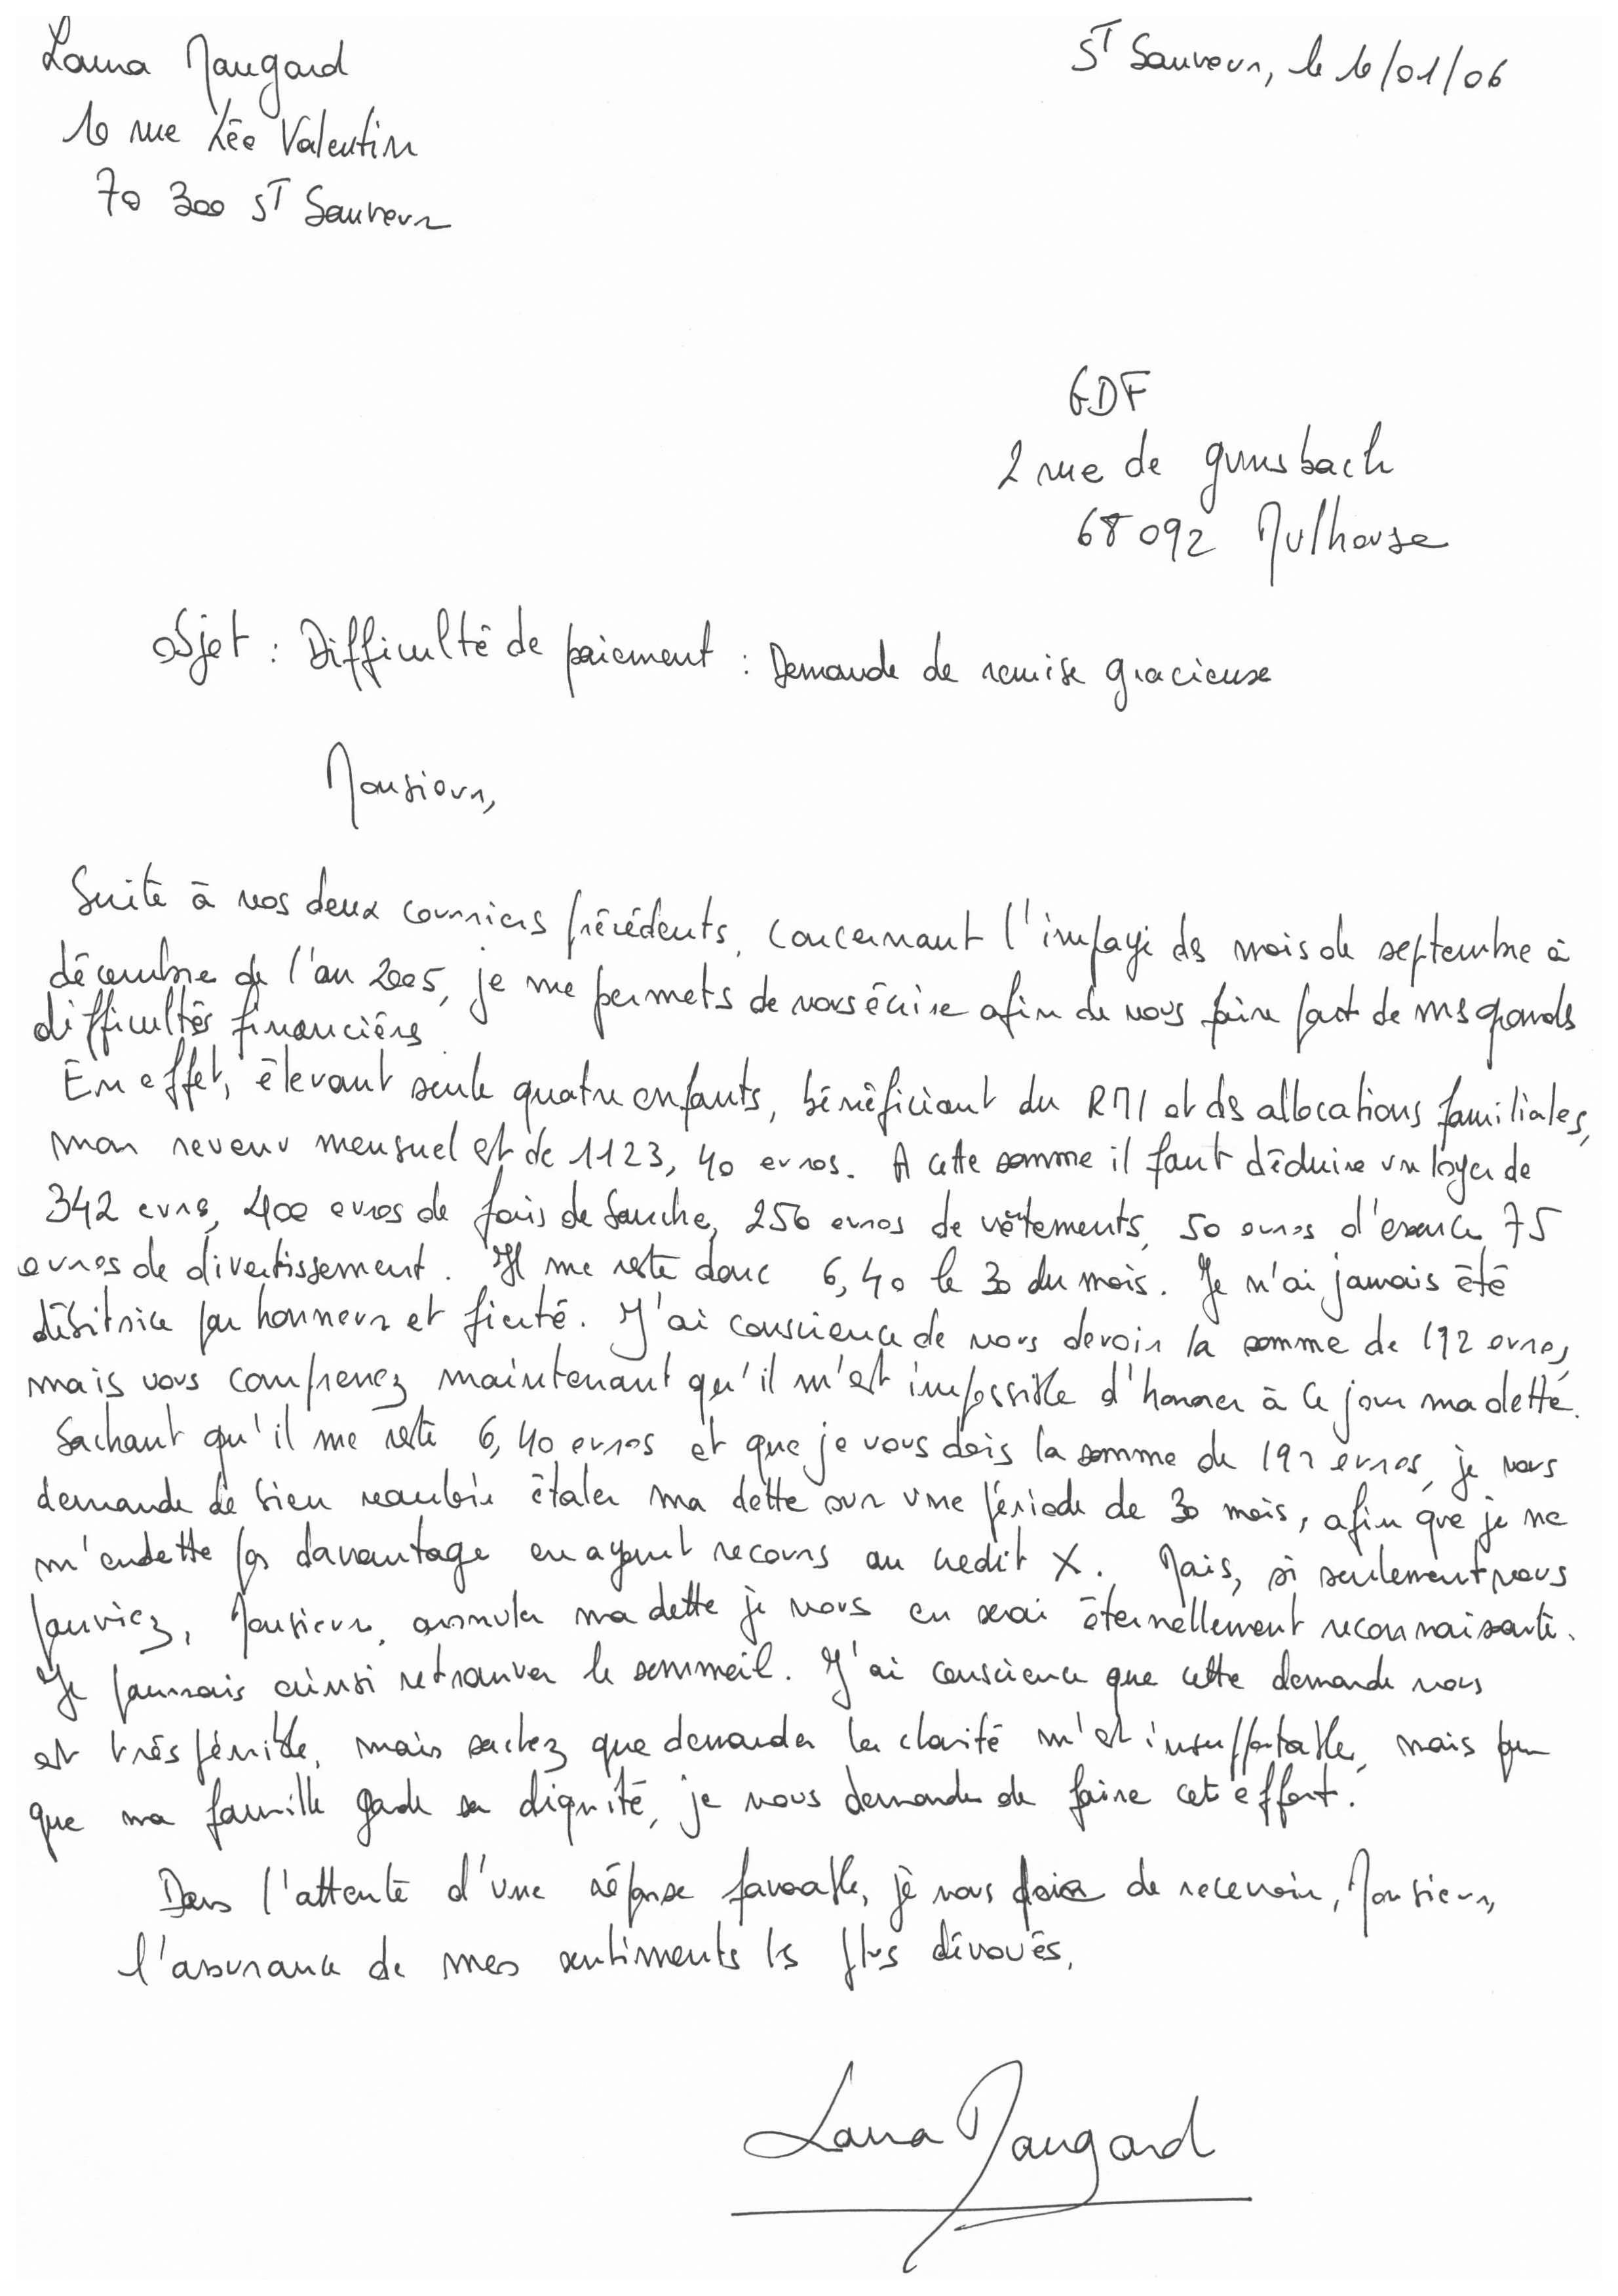 Laura Maugard
16 rue Léo Valentin
70 300 ST Sauveur
ST Sauveur, le 16/01/06
GDF
2 rue de gunsbach
68 092 Mulhouse
Objet : Difficulté de paiement : Demande de remise gracieuse
Monsieur,
Suite à vos deux courriers précédents, concernant l'impayé des mois de septembre à
décembre de l'an 2005, je me permets de vous écrire afin de vous faire part de mes grands
difficultés financières
En effet, élevant seule quatre enfants, bénéficiant du RMI et des allocations familiales,
mon revenu mensuel est de 1123, 40 euros. A cette somme il faut déduire un loyer de
342 euros, 400 euros de frais de bouche, 250 euros de vêtements, 50 euros d'essence, 75
euros de divertissement. Il me reste donc 6, 40 le 30 du mois. Je n'ai jamais été
débitrice par honneur et fierté. J'ai conscience de vous devoir la somme de 192 euros,
mais vous comprenez maintenant qu'il m'est impossible d'honorer à ce jour ma dette.
Sachant qu'il me reste 6, 40 euros et que je vous dois la somme de 192 euros, je vous
demande de bien vouloir étaler ma dette sur une période de 30 mois, afin que je ne
m'endette pas davantage en ayant recours au credit X. Mais, si seulement vous
pouviez, Monsieur, annuler ma dette je vous en serai éternellement reconnaissante.
Je pourrais ainsi retrouver le sommeil. J'ai conscience que cette demande vous
est très pénible, mais sachez que demander la charité m'est insupportable, mais pour
que ma famille garde sa dignité, je vous demande de faire cet effort.
Dans l'attente d'une réponse favorable, je vous prie de recevoir, Monsieur,
l'assurance de mes sentiments les plus dévoués.
Laura Maugard